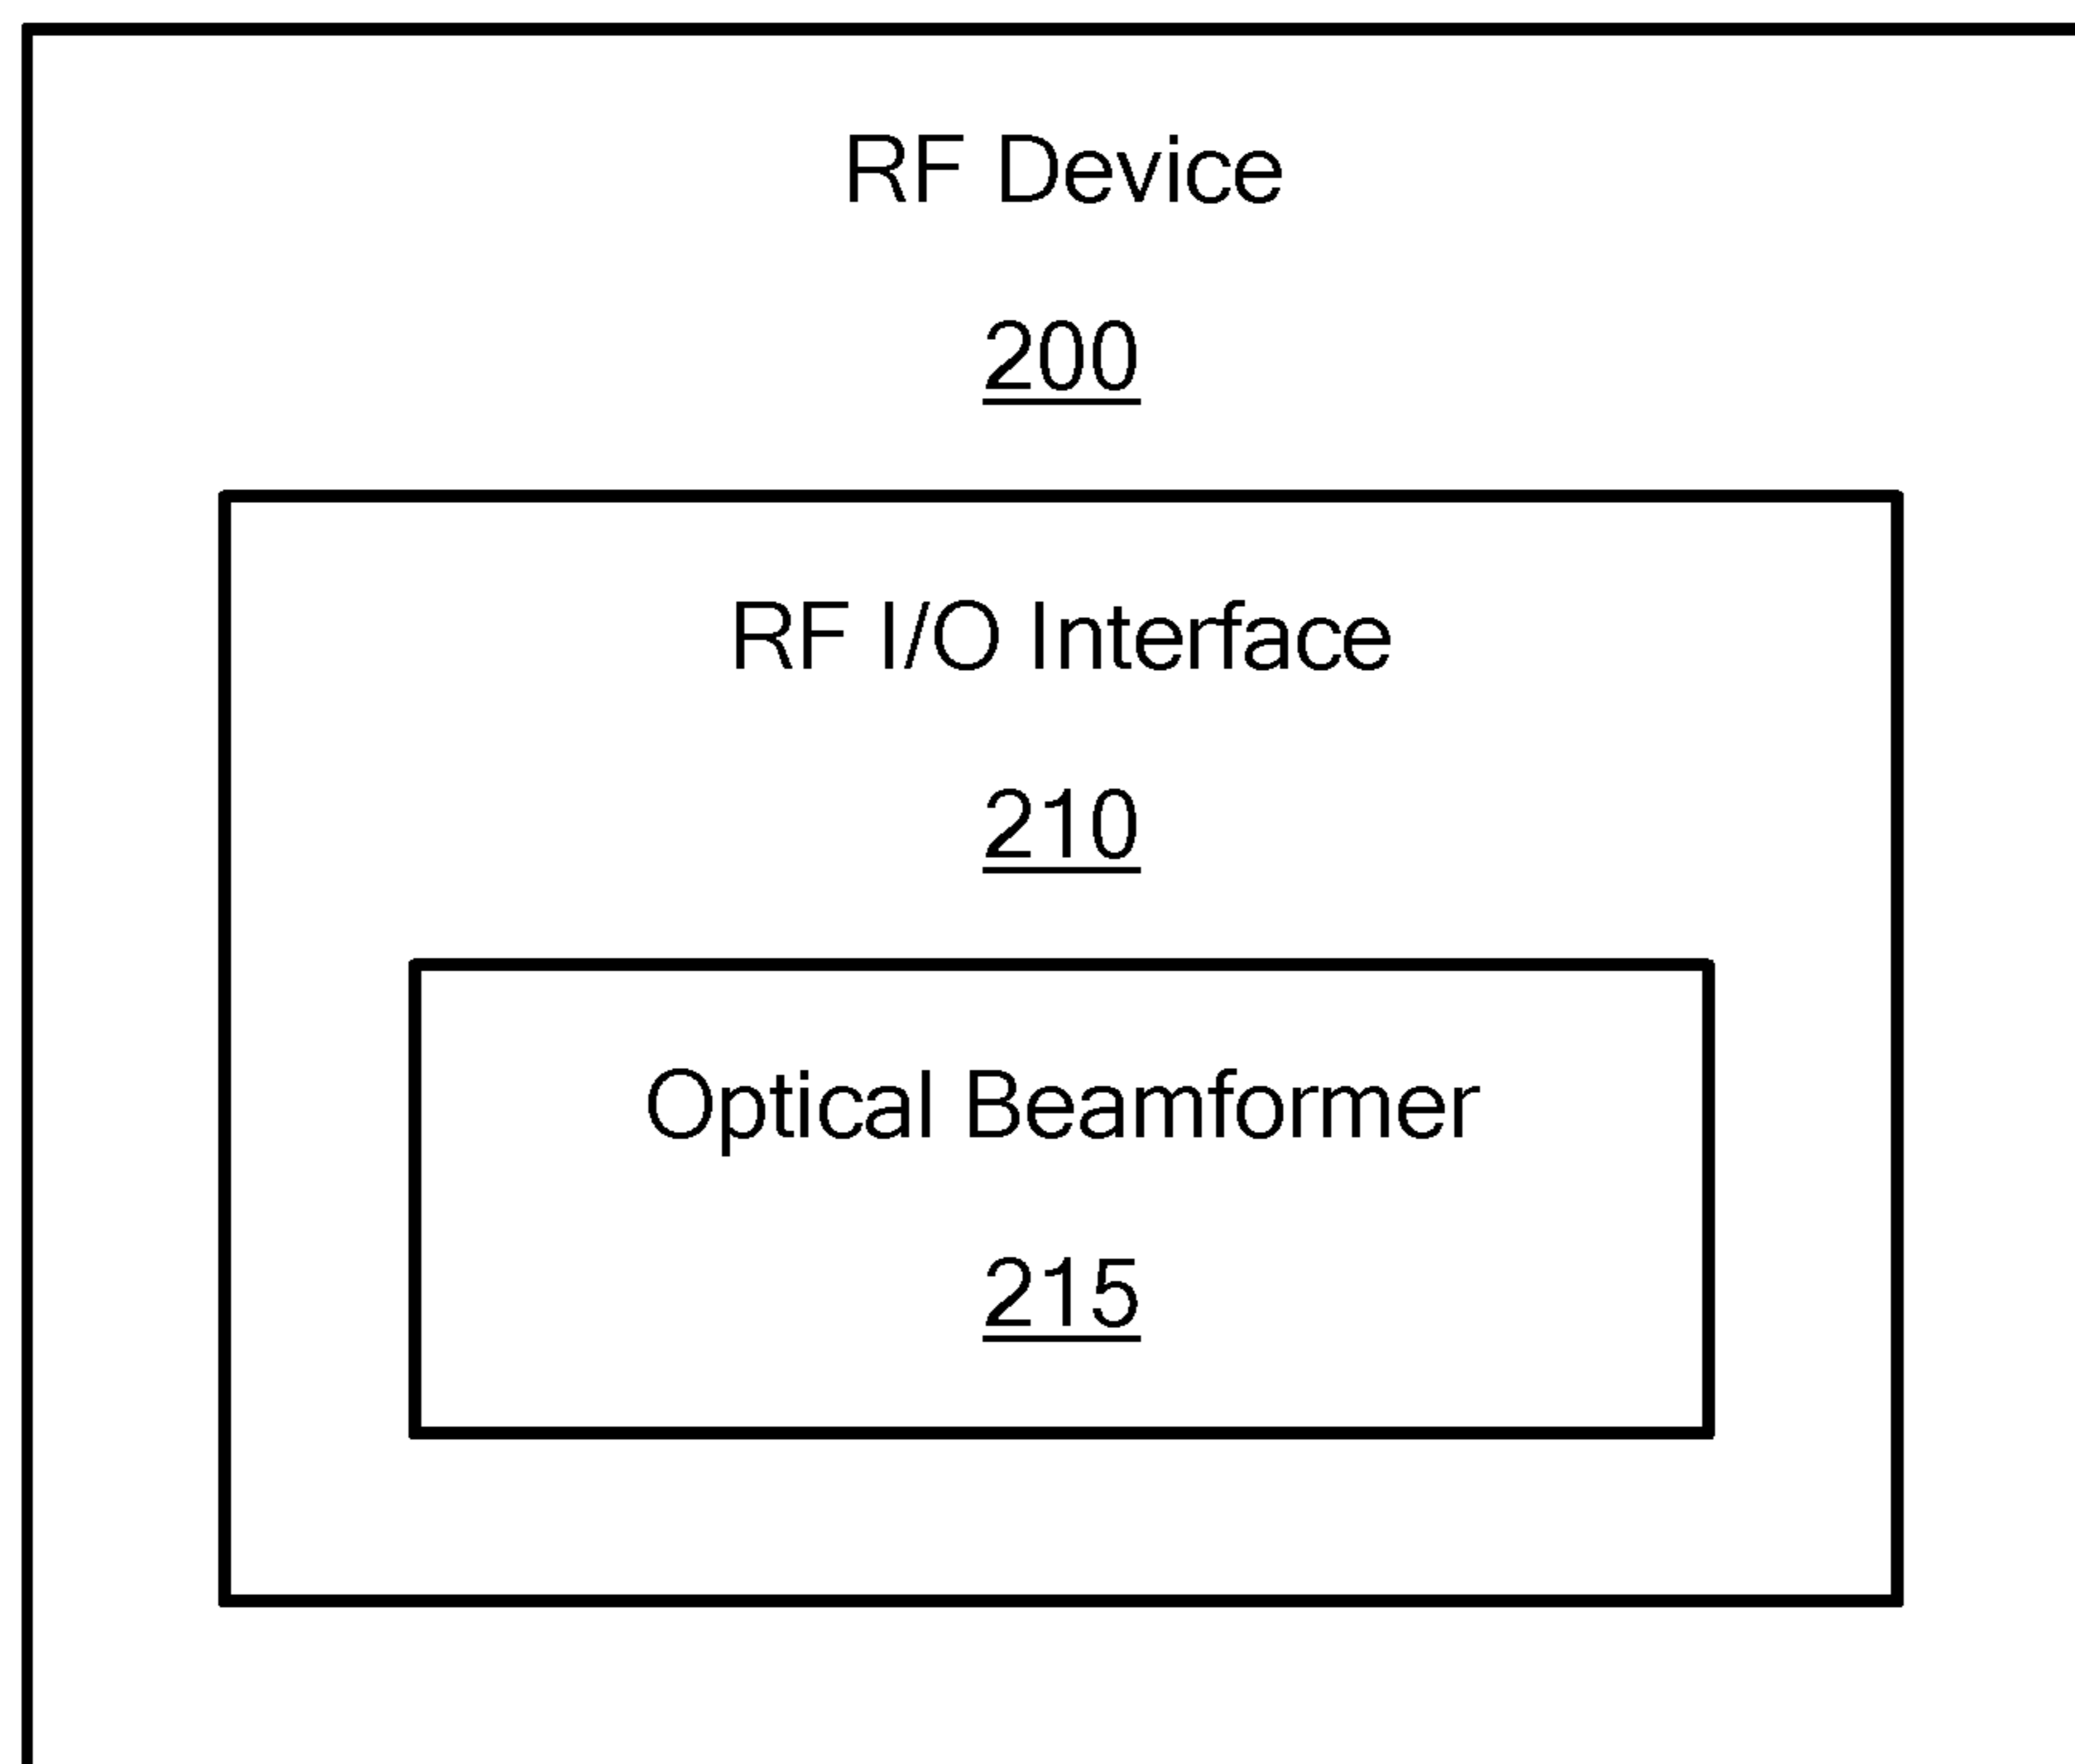 RF Device
200
RF I/O Interface
210
Optical Beamformer
215